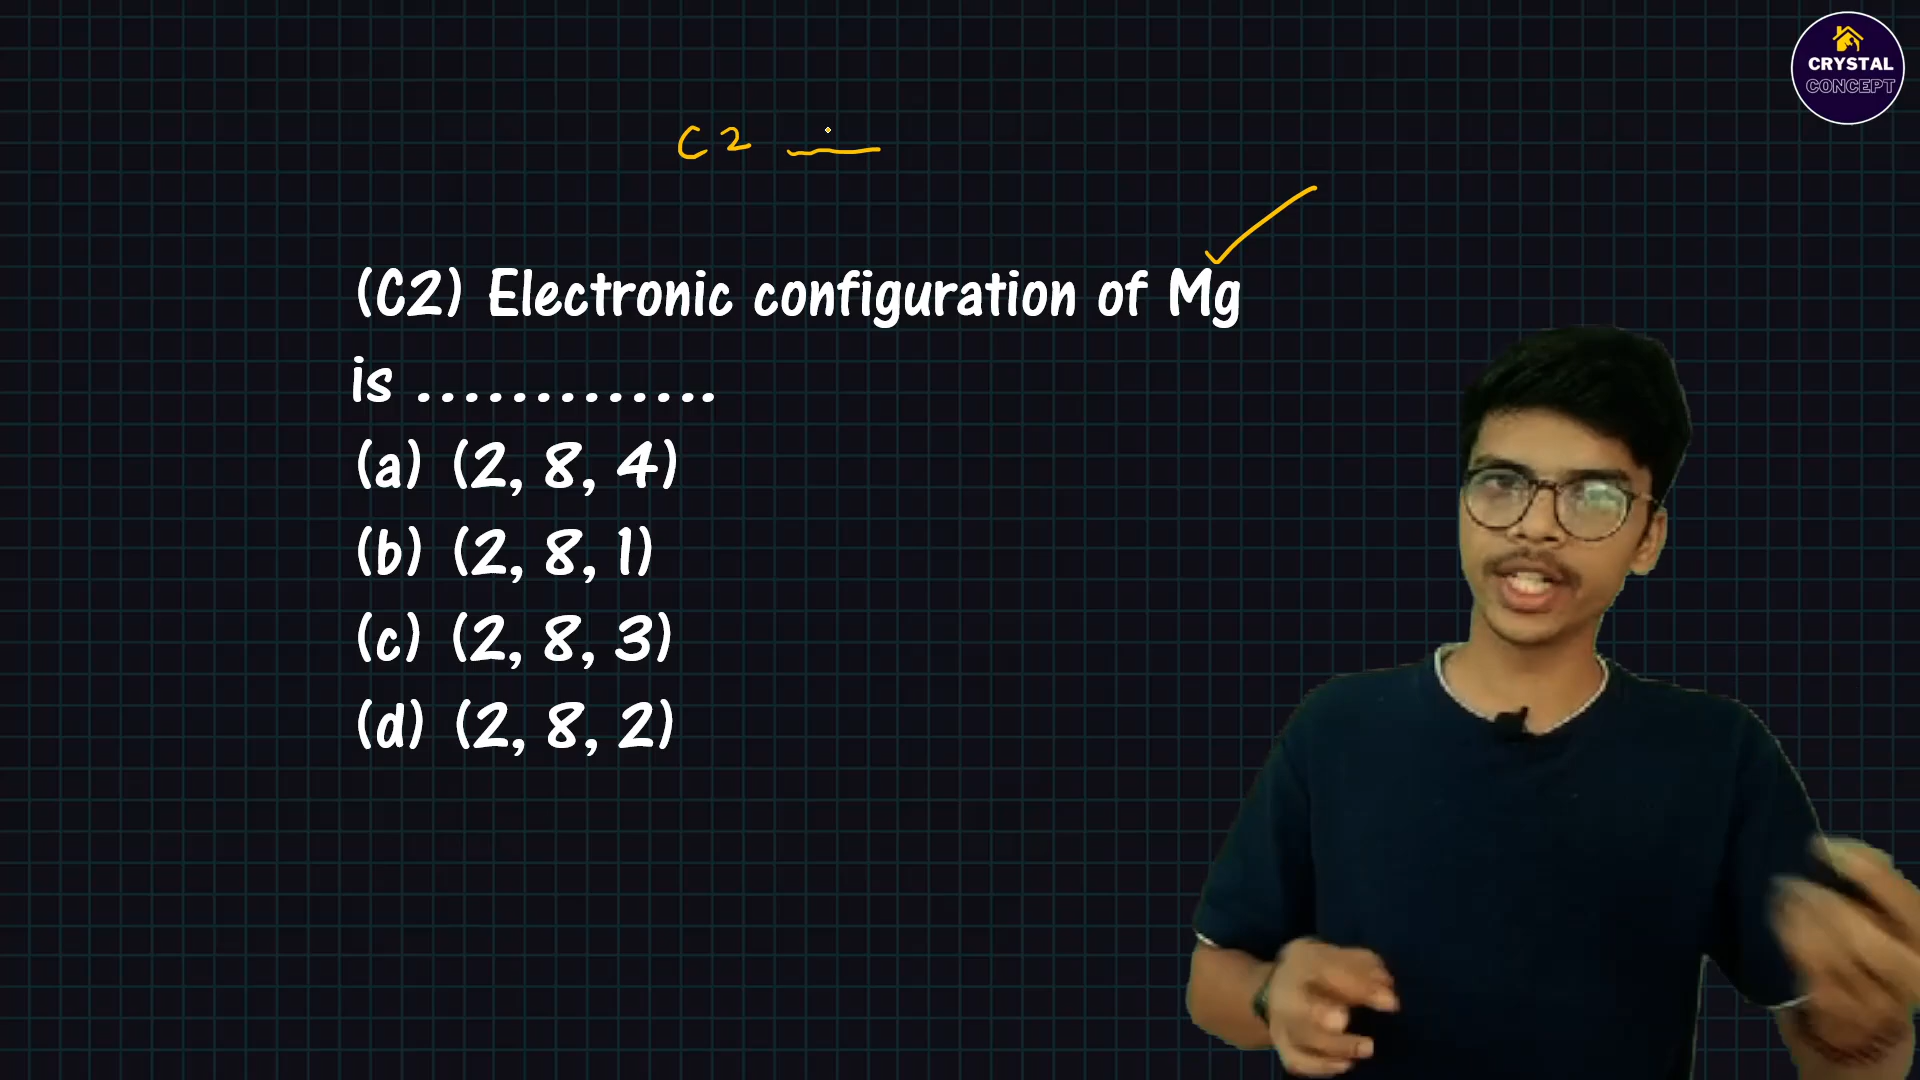 CRYSTAL
CONCEPT
C2
(C2) Electronic configuration of Mg
is .............
(a) (2, 8, 4)
(b) (2, 8, 1)
(c) (2, 8, 3)
(d) (2, 8, 2)